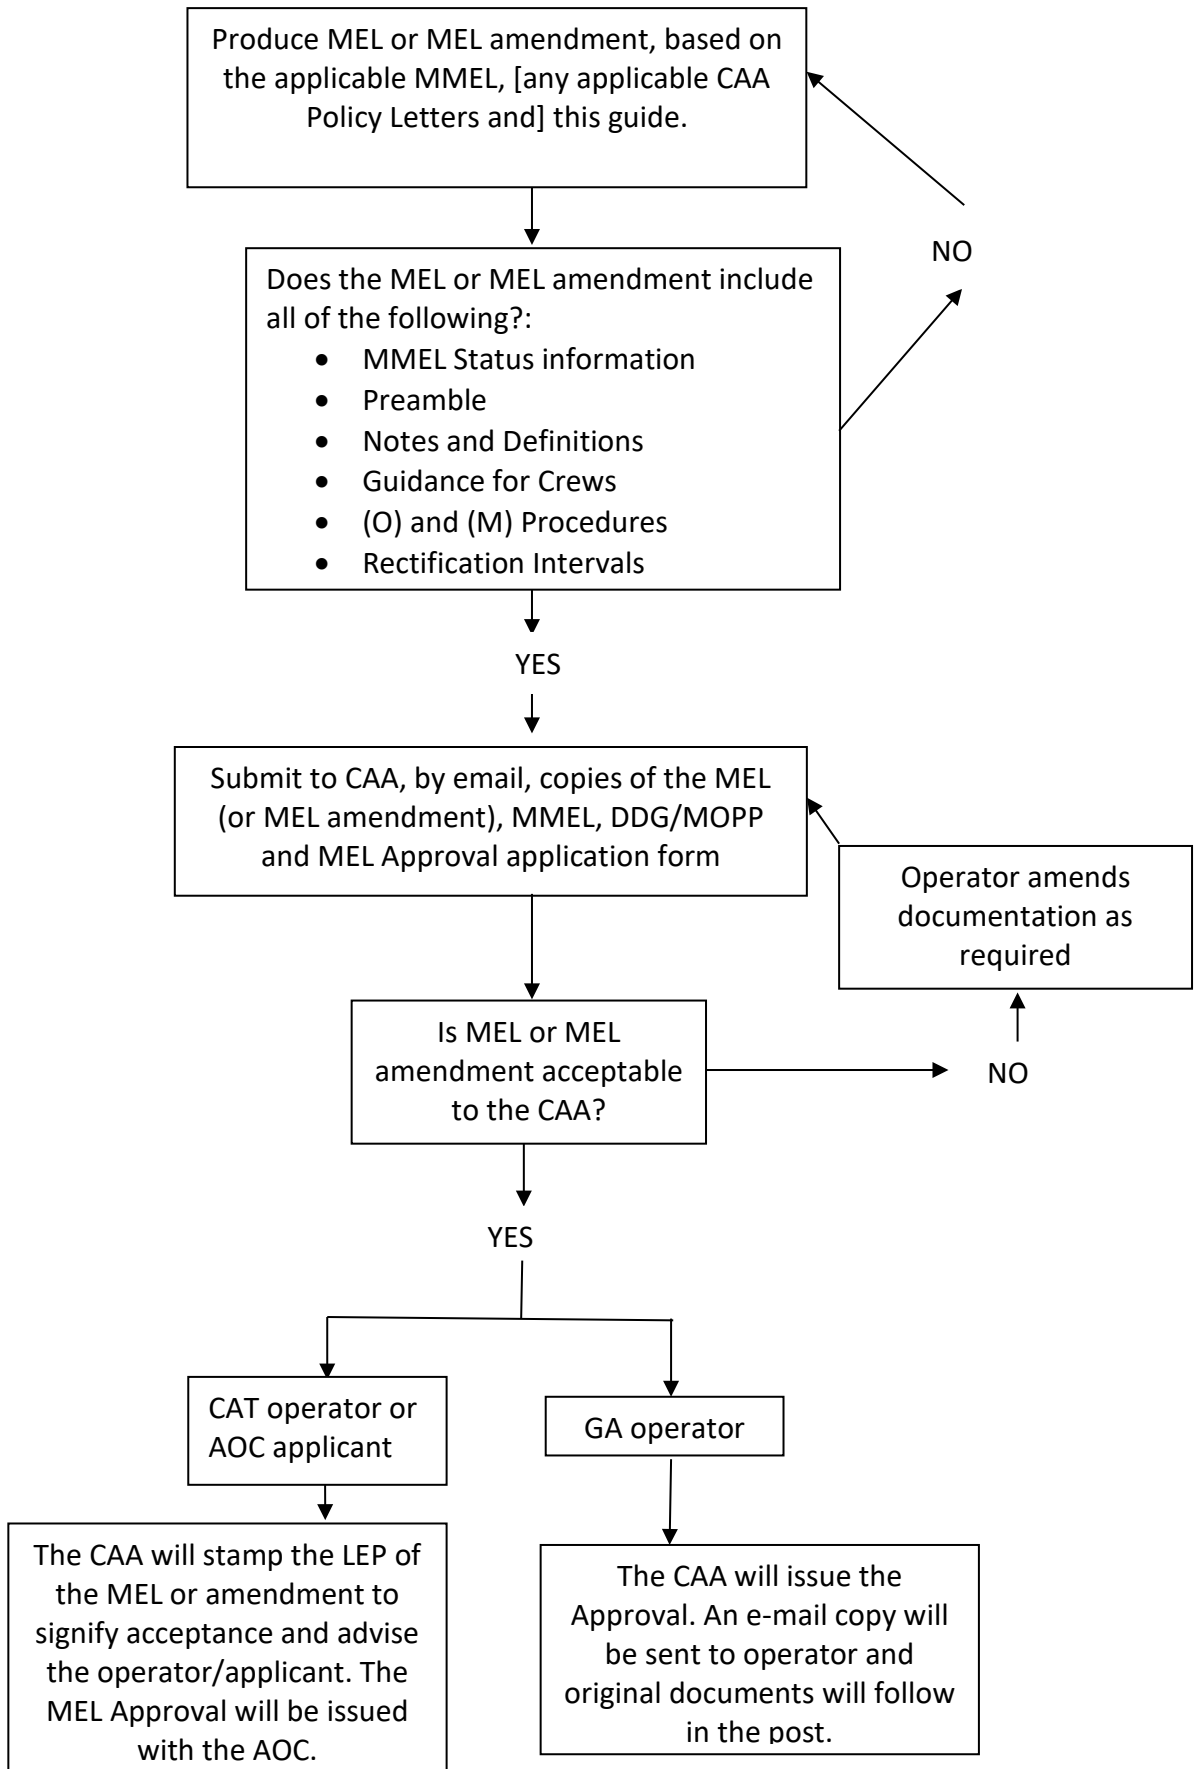 Produce MEL or MEL amendment, based on
the applicable MMEL, [any applicable CAA
Policy Letters and] this guide.
NO
Does the MEL or MEL amendment include
all of the following?:
• MMEL Status information
• Preamble
• Notes and Definitions
• Guidance for Crews
• (O) and (M) Procedures
• Rectification Intervals
YES
Submit to CAA, by email, copies of the MEL
(or MEL amendment), MMEL, DDG/MOPP
and MEL Approval application form
Operator amends
documentation as
required
Is MEL or MEL
amendment acceptable
to the CAA?
NO
YES
CAT operator or
AOC applicant
GA operator
The CAA will stamp the LEP of
the MEL or amendment to
signify acceptance and advise
the operator/applicant. The
MEL Approval will be issued
with the AOC.
The CAA will issue the
Approval. An e-mail copy will
be sent to operator and
original documents will follow
in the post.